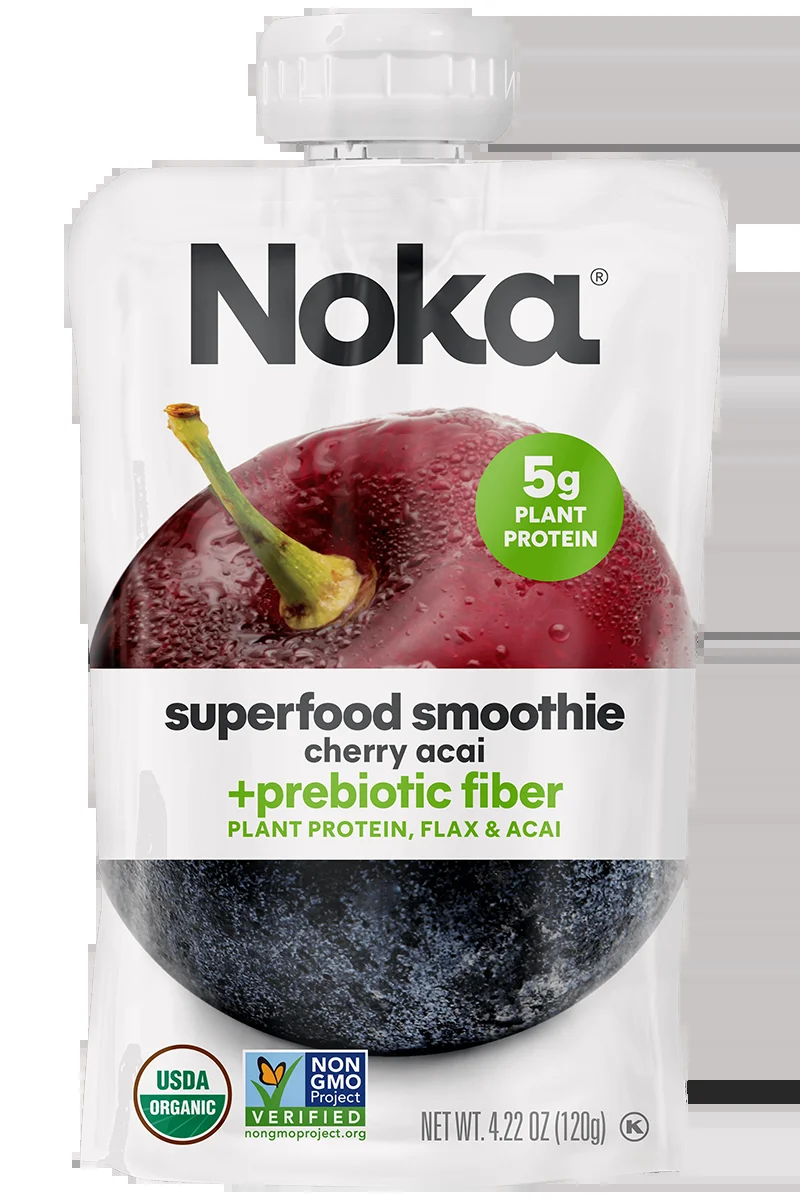 Noka®
5g
PLANT
PROTEIN
superfood smoothie
cherry acai
+prebiotic fiber
PLANT PROTEIN, FLAX & ACAI
USDA
ORGANIC
NON
GMO
Project
VERIFIED
nongmoproject.org
NET WT. 4.22 OZ (120g)
K